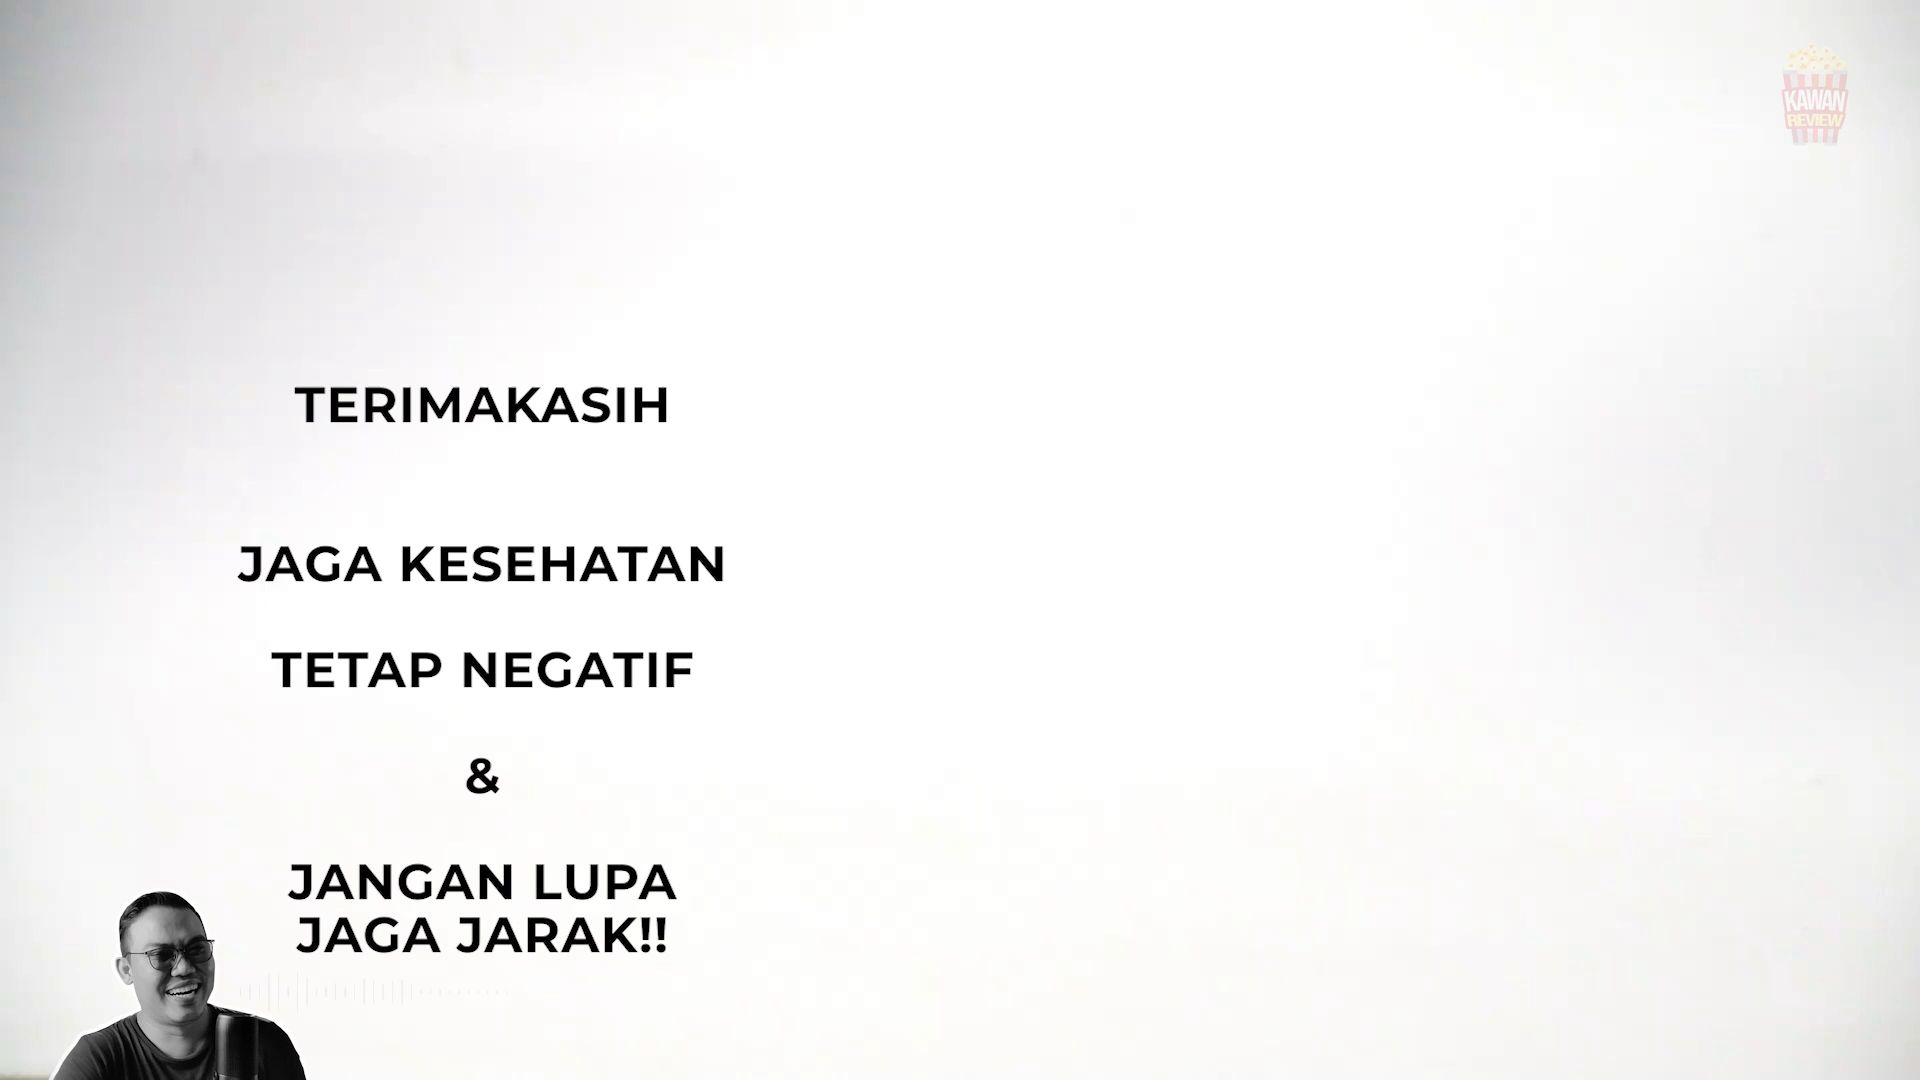 KAWAN
REVIEW
TERIMAKASIH
JAGA KESEHATAN
TETAP NEGATIF
&
JANGAN LUPA
JAGA JARAK!!